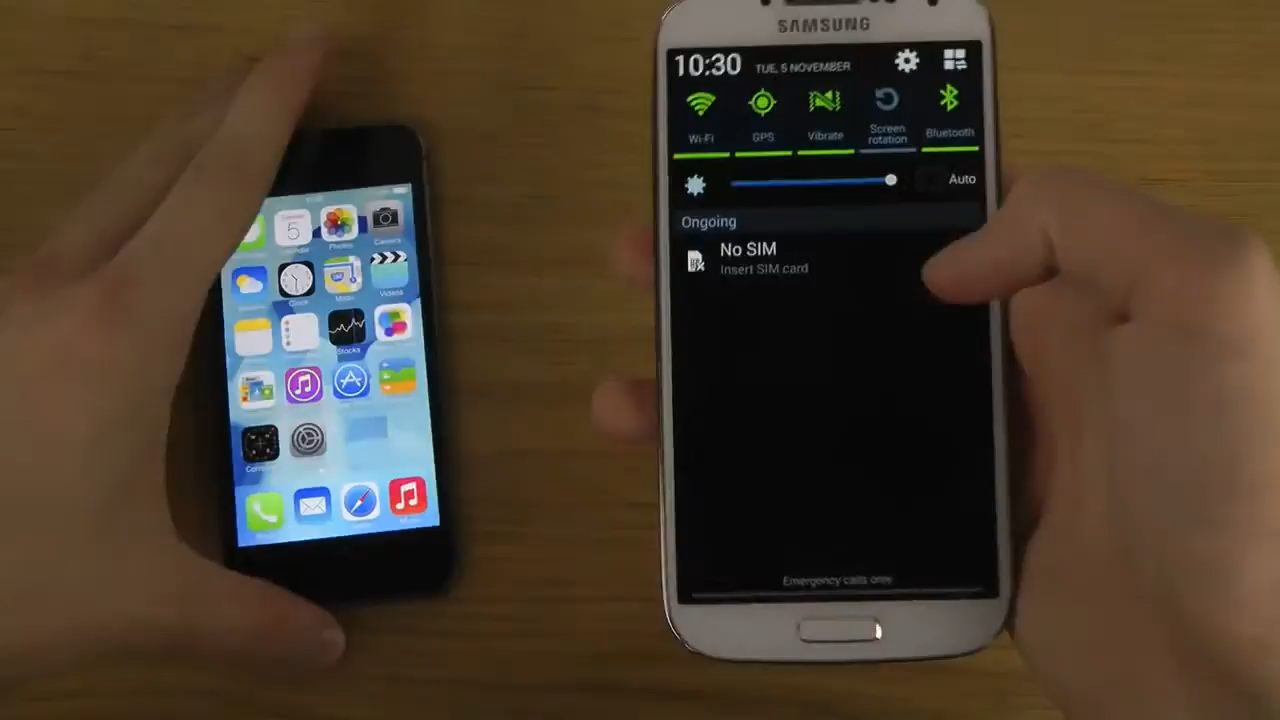 SAMSUNG
10:30 TUE, 5 NOVEMBER
Wi-Fi GPS Vibrate Screen rotation Bluetooth
Auto
Ongoing
No SIM
Insert SIM card
Emergency calls only
5
Photos Camera
Clock Maps Videos
Stocks